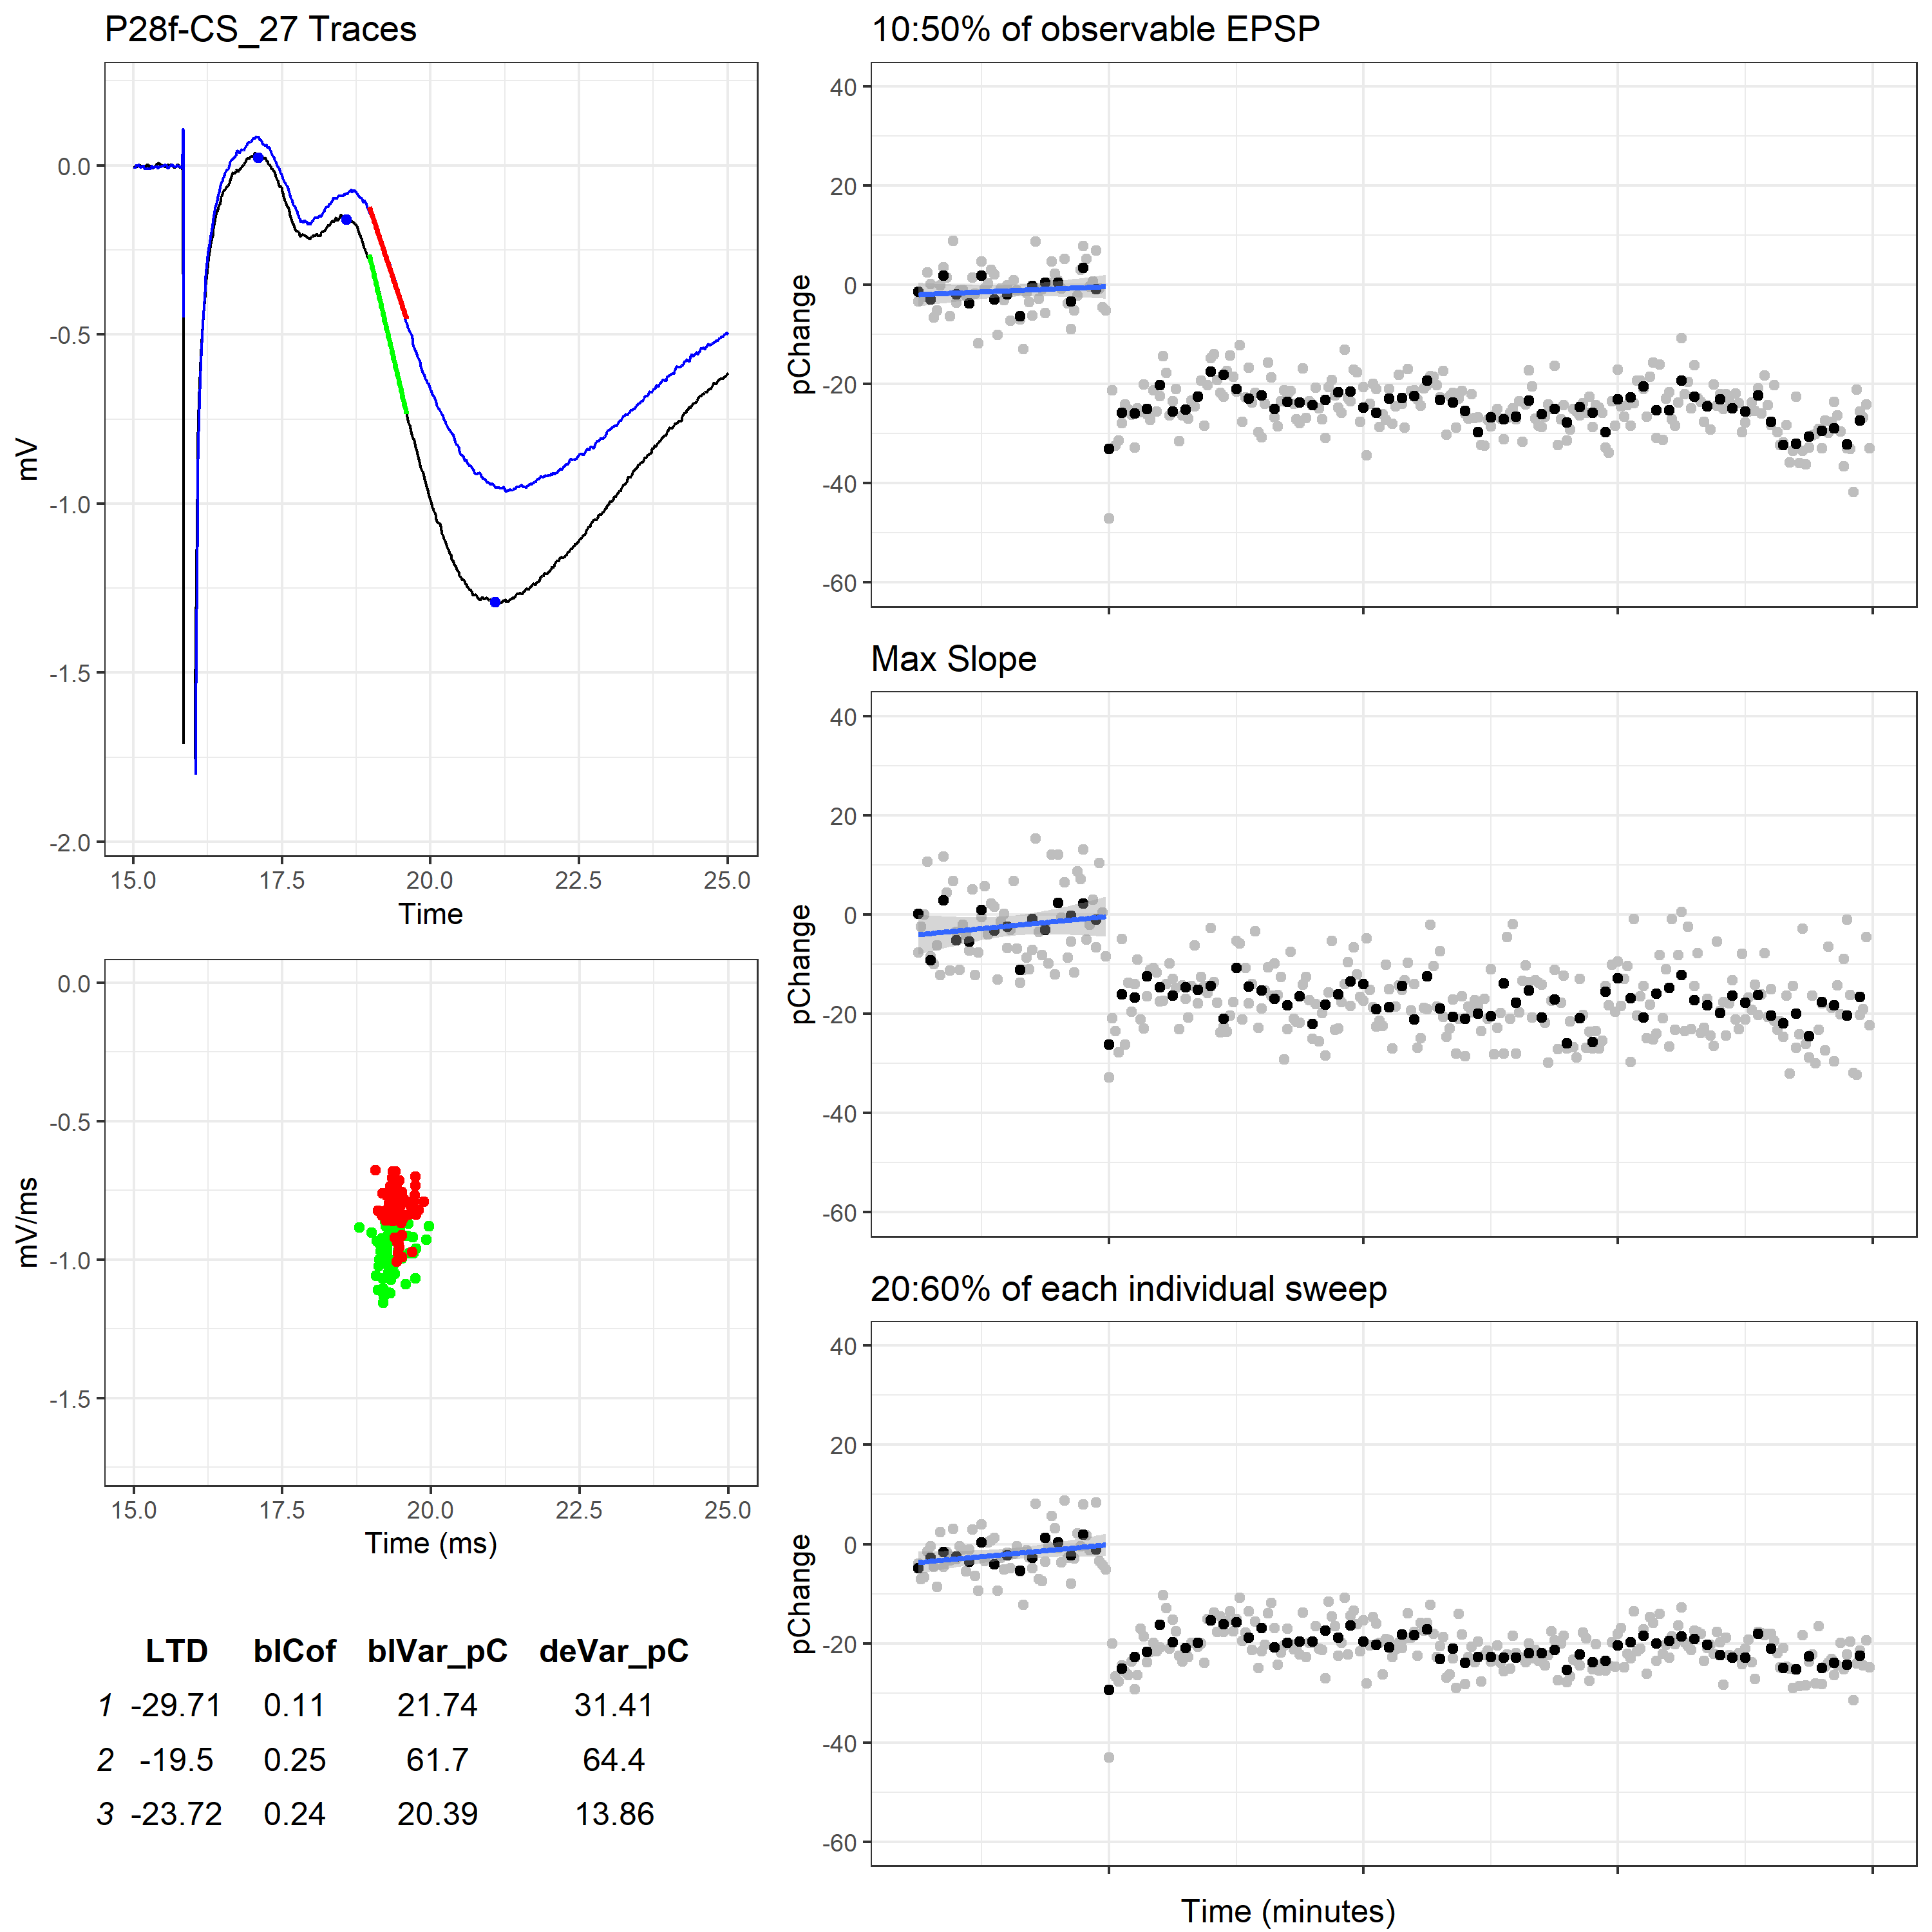 P28f-CS_27 Traces
mV
0.0
-0.5
-1.0
-1.5
-2.0
15.0 17.5 20.0 22.5 25.0
Time
mV/ms
0.0
-0.5
-1.0
-1.5
15.0 17.5 20.0 22.5 25.0
Time (ms)
LTD blCof blVar_pC deVar_pC
1 -29.71 0.11 21.74 31.41
2 -19.5 0.25 61.7 64.4
3 -23.72 0.24 20.39 13.86
10:50% of observable EPSP
pChange
40
20
0
-20
-40
-60
Max Slope
pChange
40
20
0
-20
-40
-60
20:60% of each individual sweep
pChange
40
20
0
-20
-40
-60
Time (minutes)